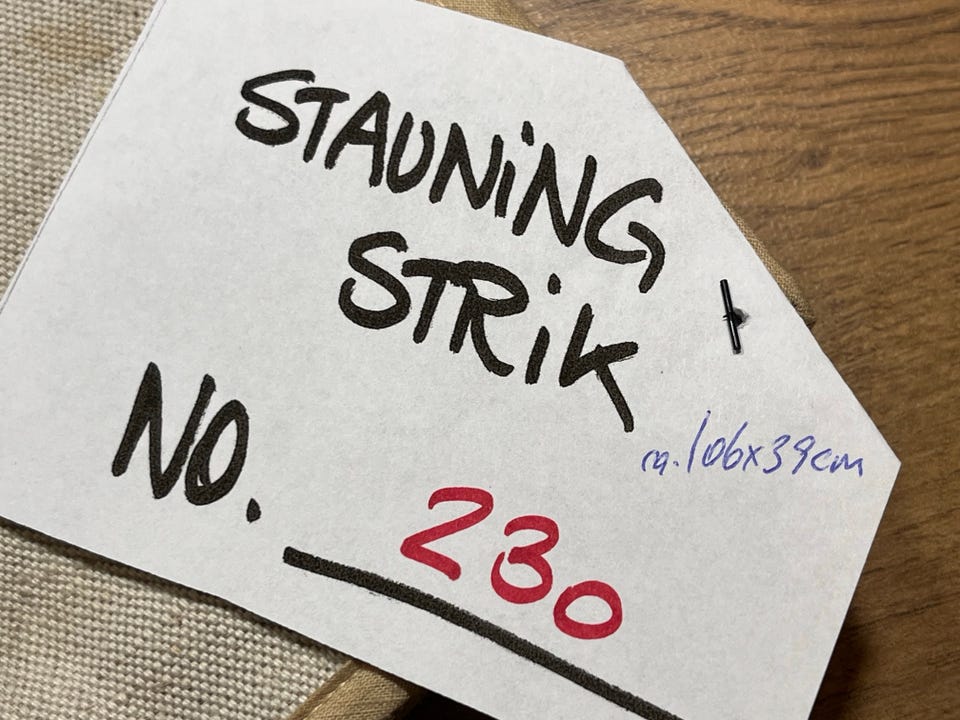 STAUNiNG
STRiK
ca. 106x39cm
NO. 230